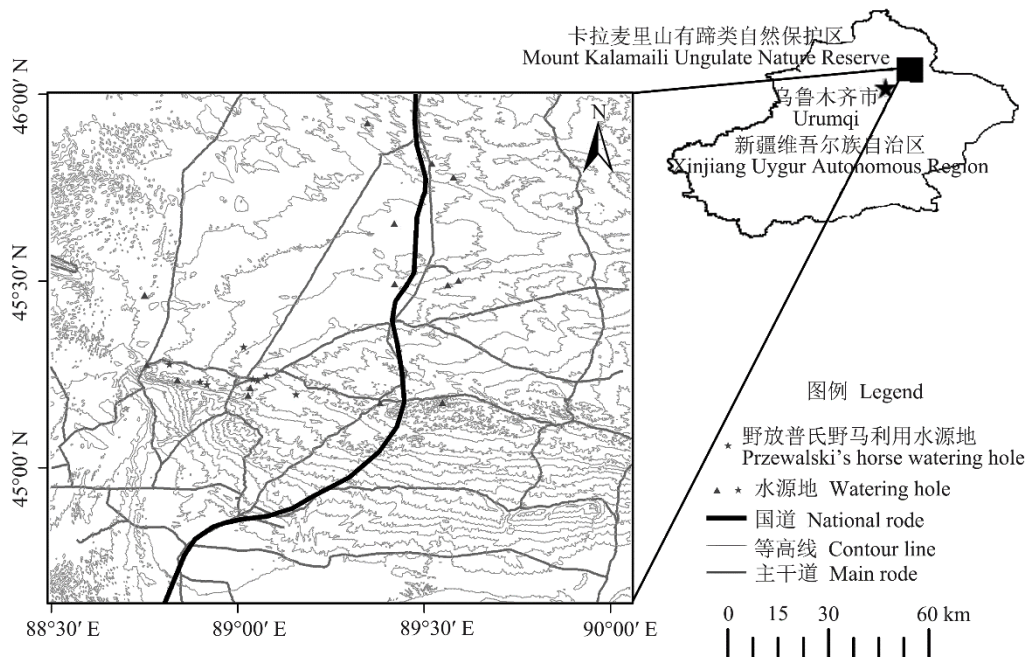 卡拉麦里山有蹄类自然保护区
Mount Kalamaili Ungulate Nature Reserve
乌鲁木齐市
Urumqi
新疆维吾尔族自治区
Xinjiang Uygur Autonomous Region
N
46°00′ N
45°30′ N
45°00′ N
88°30′ E
89°00′ E
89°30′ E
90°00′ E
图例 Legend
野放普氏野马利用水源地
Przewalski's horse watering hole
水源地 Watering hole
国道 National rode
等高线 Contour line
主干道 Main rode
0 15 30 60 km